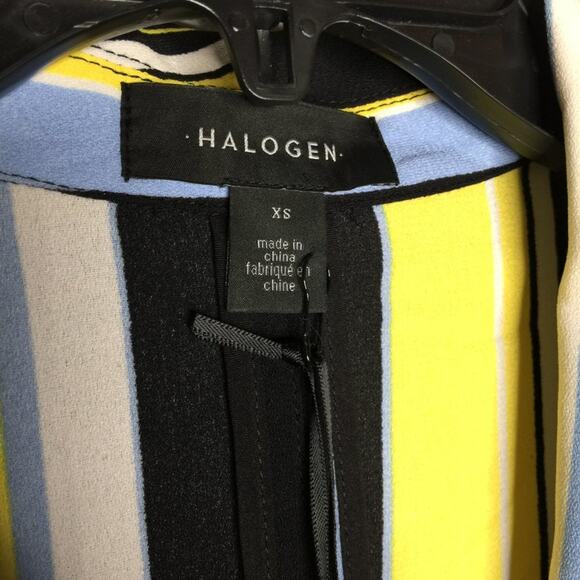 ·HALOGEN·
XS
made in
china
fabriqué en
chine